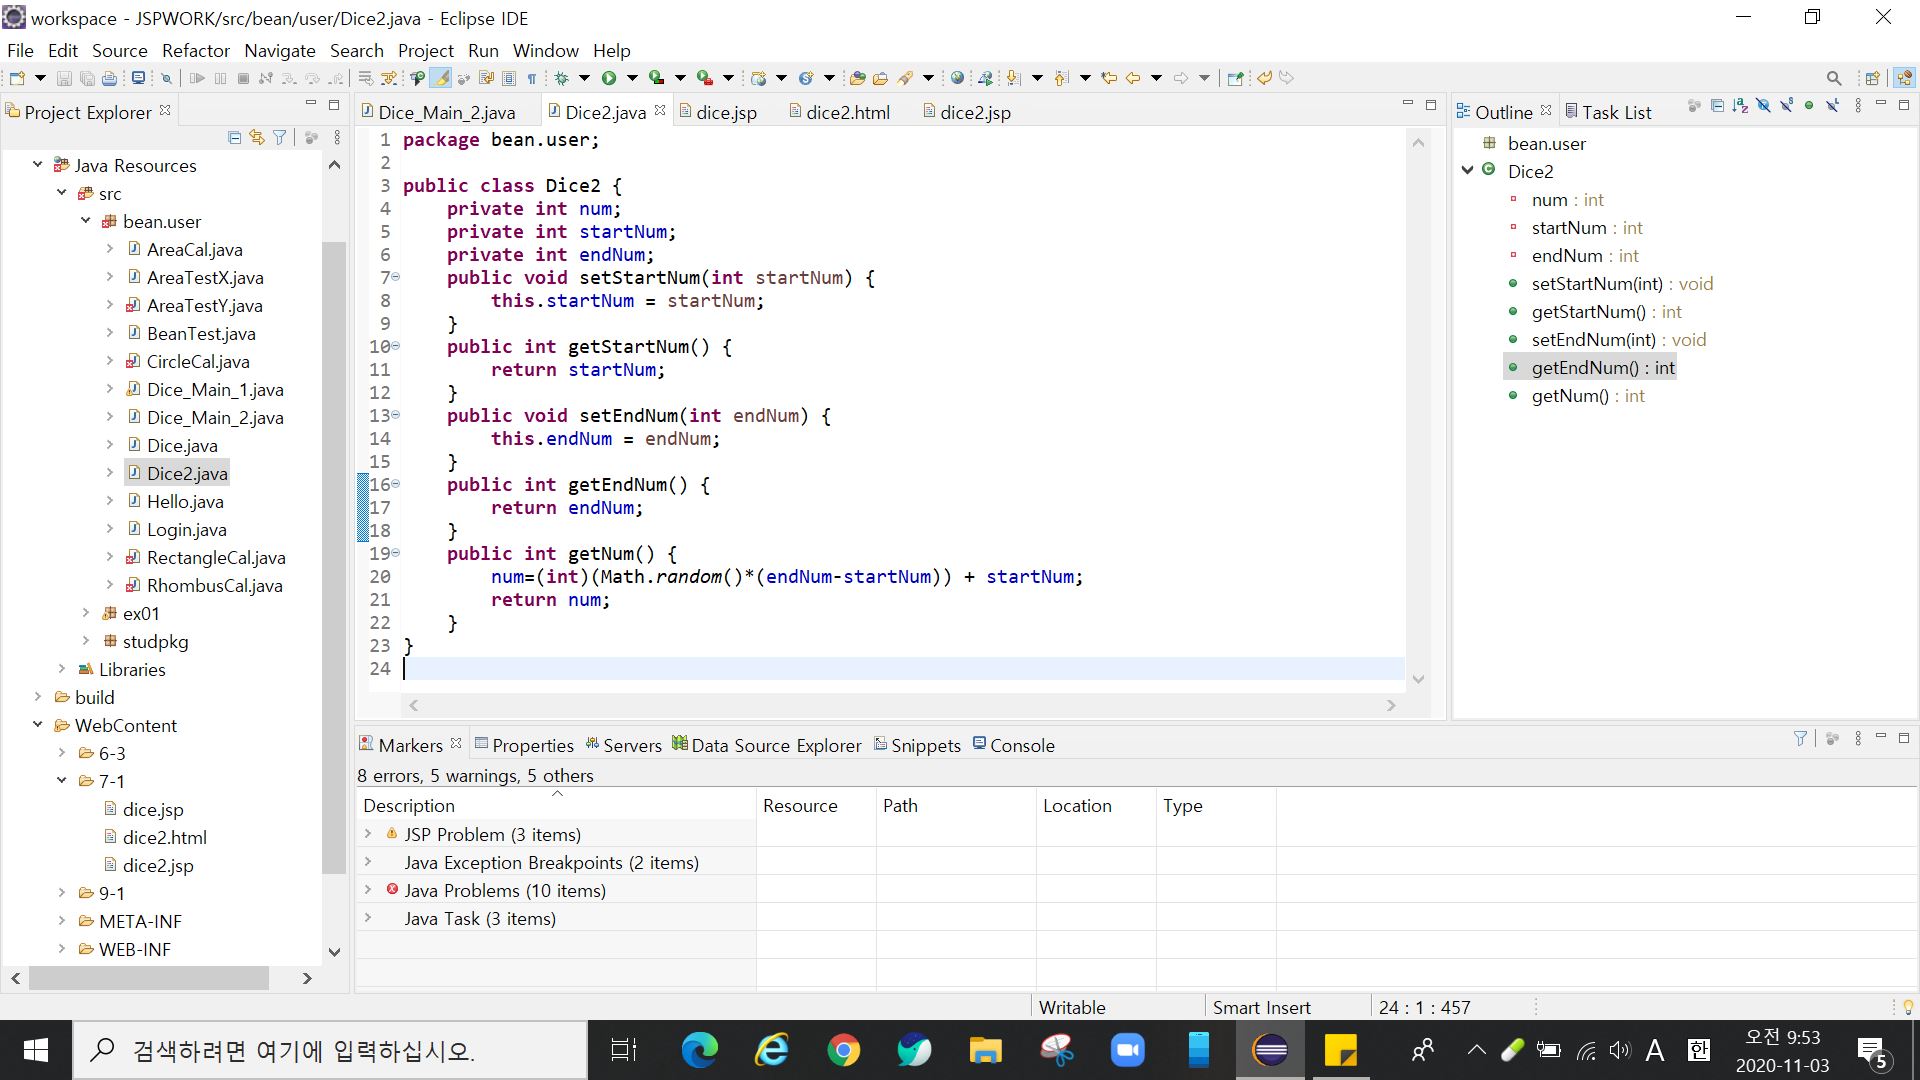 workspace - JSPWORK/src/bean/user/Dice2.java - Eclipse IDE
File Edit Source Refactor Navigate Search Project Run Window Help
Project Explorer
Java Resources
src
bean.user
AreaCal.java
AreaTestX.java
AreaTestY.java
BeanTest.java
CircleCal.java
Dice_Main_1.java
Dice_Main_2.java
Dice.java
Dice2.java
Hello.java
Login.java
RectangleCal.java
RhombusCal.java
ex01
studpkg
Libraries
build
WebContent
6-3
7-1
dice.jsp
dice2.html
dice2.jsp
9-1
META-INF
WEB-INF
Dice_Main_2.java Dice2.java dice.jsp dice2.html dice2.jsp
1 package bean.user;
2
3 public class Dice2 {
4 private int num;
5 private int startNum;
6 private int endNum;
7 public void setStartNum(int startNum) {
8 this.startNum = startNum;
9 }
10 public int getStartNum() {
11 return startNum;
12 }
13 public void setEndNum(int endNum) {
14 this.endNum = endNum;
15 }
16 public int getEndNum() {
17 return endNum;
18 }
19 public int getNum() {
20 num=(int)(Math.random()*(endNum-startNum)) + startNum;
21 return num;
22 }
23 }
24
Outline Task List
bean.user
Dice2
num : int
startNum : int
endNum : int
setStartNum(int) : void
getStartNum() : int
setEndNum(int) : void
getEndNum() : int
getNum() : int
Markers Properties Servers Data Source Explorer Snippets Console
8 errors, 5 warnings, 5 others
Description Resource Path Location Type
JSP Problem (3 items)
Java Exception Breakpoints (2 items)
Java Problems (10 items)
Java Task (3 items)
Writable Smart Insert 24 : 1 : 457
검색하려면 여기에 입력하십시오.
A 한
오전 9:53
2020-11-03
5